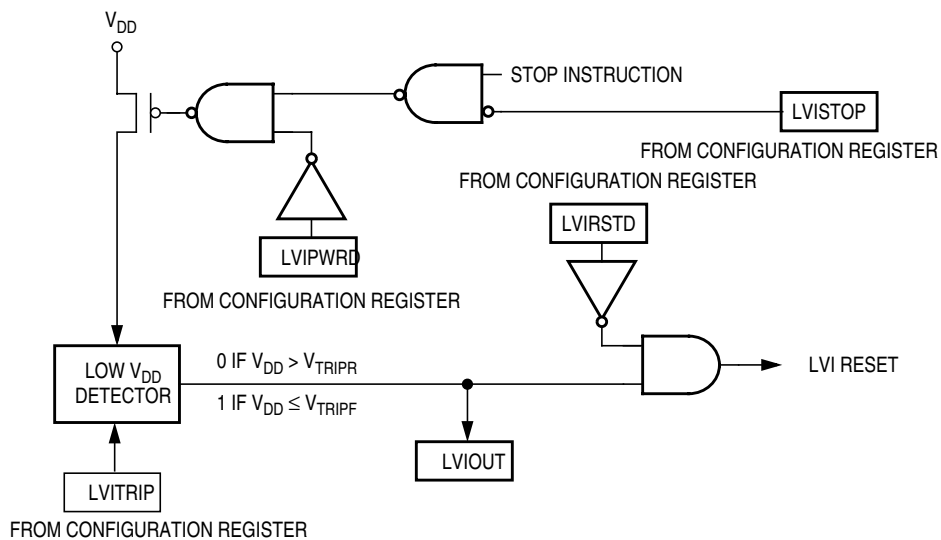 VDD
STOP INSTRUCTION
LVISTOP
FROM CONFIGURATION REGISTER
FROM CONFIGURATION REGISTER
LVIRSTD
LVIPWRD
FROM CONFIGURATION REGISTER
LOW VDD
DETECTOR
0 IF VDD > VTRIPR
1 IF VDD ≤ VTRIPF
LVI RESET
LVIOUT
LVITRIP
FROM CONFIGURATION REGISTER